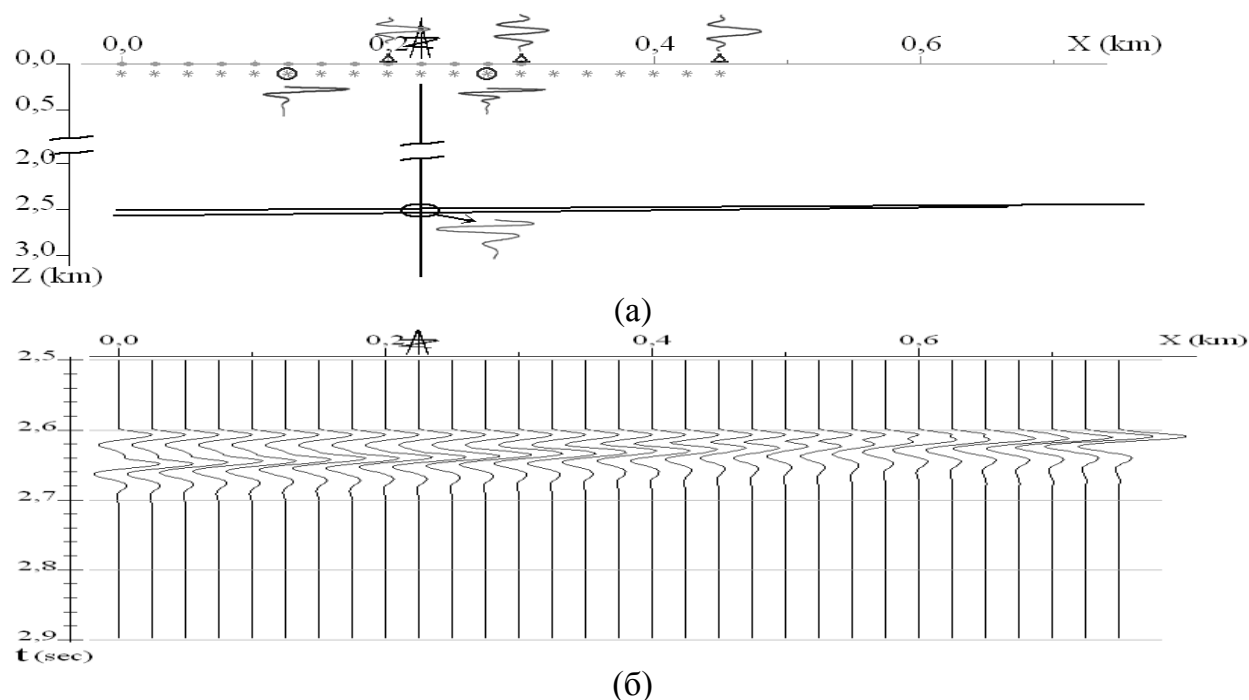 0,0 0,2 0,4 0,6 X (km)
0,0
0,5
2,0
2,5
3,0
Z (km)
(а)
0,0 0,2 0,4 0,6 X (km)
2,5
2,6
2,7
2,8
2,9
t (sec)
(б)